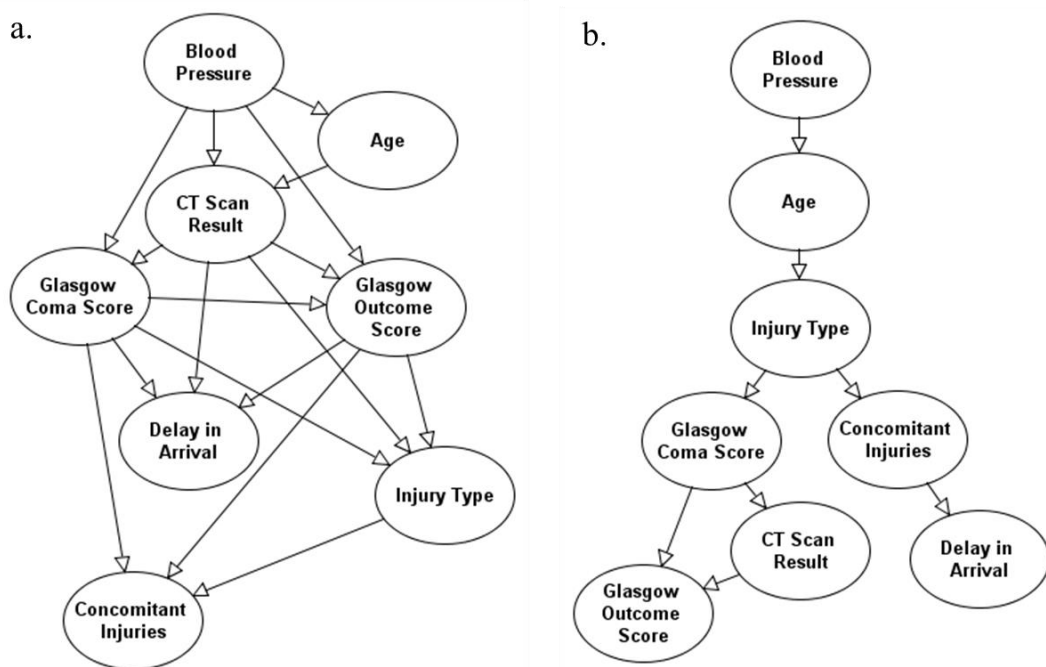 a.
Blood
Pressure
Age
CT Scan
Result
Glasgow
Coma Score
Glasgow
Outcome
Score
Delay in
Arrival
Injury Type
Concomitant
Injuries
b.
Blood
Pressure
Age
Injury Type
Glasgow
Coma Score
Concomitant
Injuries
CT Scan
Result
Delay in
Arrival
Glasgow
Outcome
Score